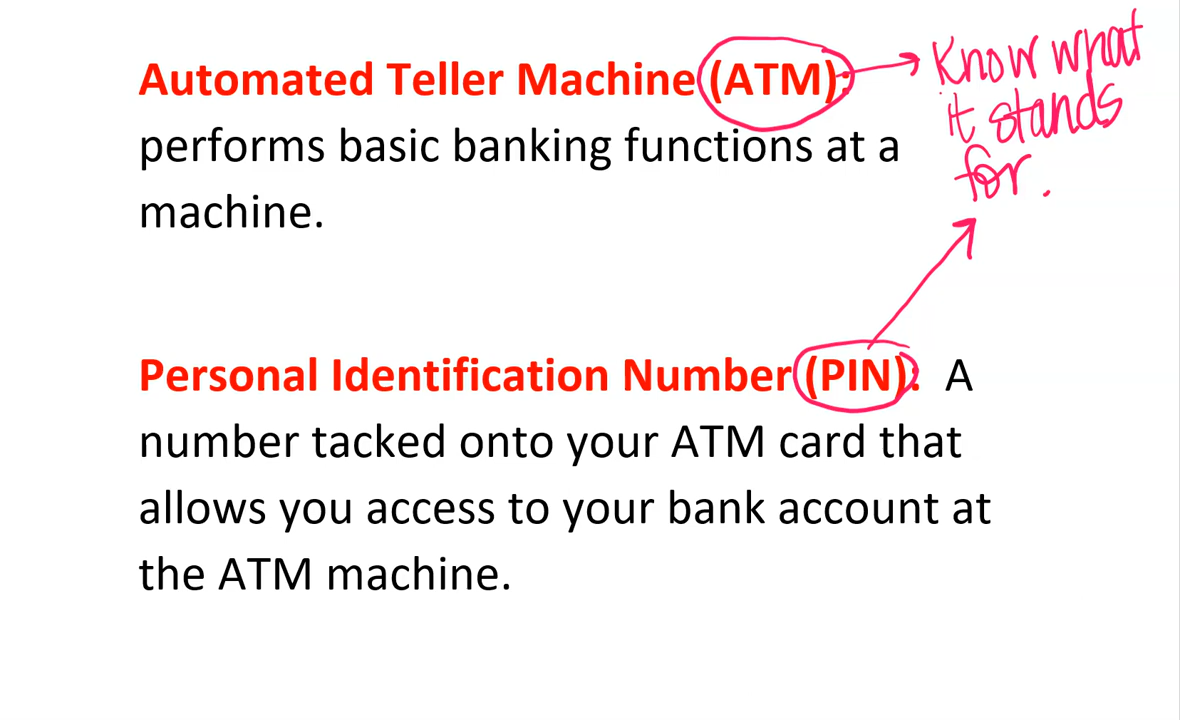 Automated Teller Machine (ATM):
performs basic banking functions at a
machine.
Know what
it stands
for.
Personal Identification Number (PIN): A
number tacked onto your ATM card that
allows you access to your bank account at
the ATM machine.